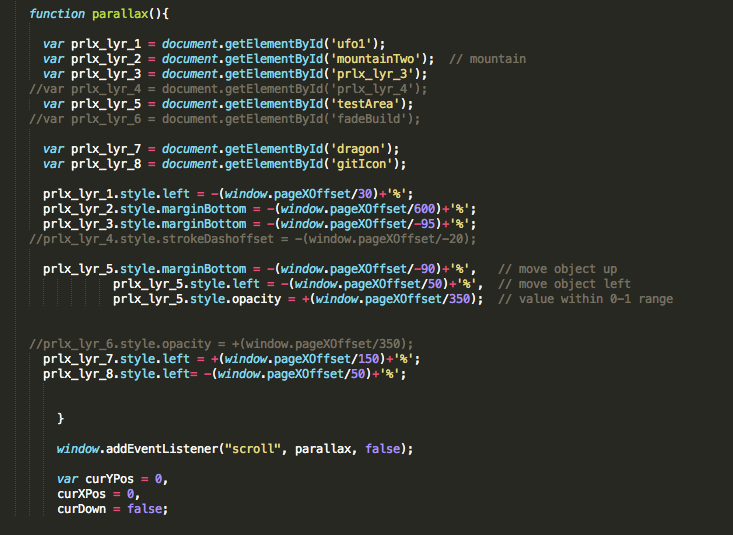 function parallax(){
var prlx_lyr_1 = document.getElementById('ufo1');
var prlx_lyr_2 = document.getElementById('mountainTwo');  // mountain
var prlx_lyr_3 = document.getElementById('prlx_lyr_3');
//var prlx_lyr_4 = document.getElementById('prlx_lyr_4');
var prlx_lyr_5 = document.getElementById('testArea');
//var prlx_lyr_6 = document.getElementById('fadeBuild');
var prlx_lyr_7 = document.getElementById('dragon');
var prlx_lyr_8 = document.getElementById('gitIcon');
prlx_lyr_1.style.left = -(window.pageXOffset/30)+'%';
prlx_lyr_2.style.marginBottom = -(window.pageXOffset/600)+'%';
prlx_lyr_3.style.marginBottom = -(window.pageXOffset/-95)+'%';
//prlx_lyr_4.style.strokeDashoffset = -(window.pageXOffset/-20);
prlx_lyr_5.style.marginBottom = -(window.pageXOffset/-90)+'%',   // move object up
prlx_lyr_5.style.left = -(window.pageXOffset/50)+'%',  // move object left
prlx_lyr_5.style.opacity = +(window.pageXOffset/350);  // value within 0-1 range
//prlx_lyr_6.style.opacity = +(window.pageXOffset/350);
prlx_lyr_7.style.left = +(window.pageXOffset/150)+'%';
prlx_lyr_8.style.left= -(window.pageXOffset/50)+'%';
}
window.addEventListener("scroll", parallax, false);
var curYPos = 0,
curXPos = 0,
curDown = false;